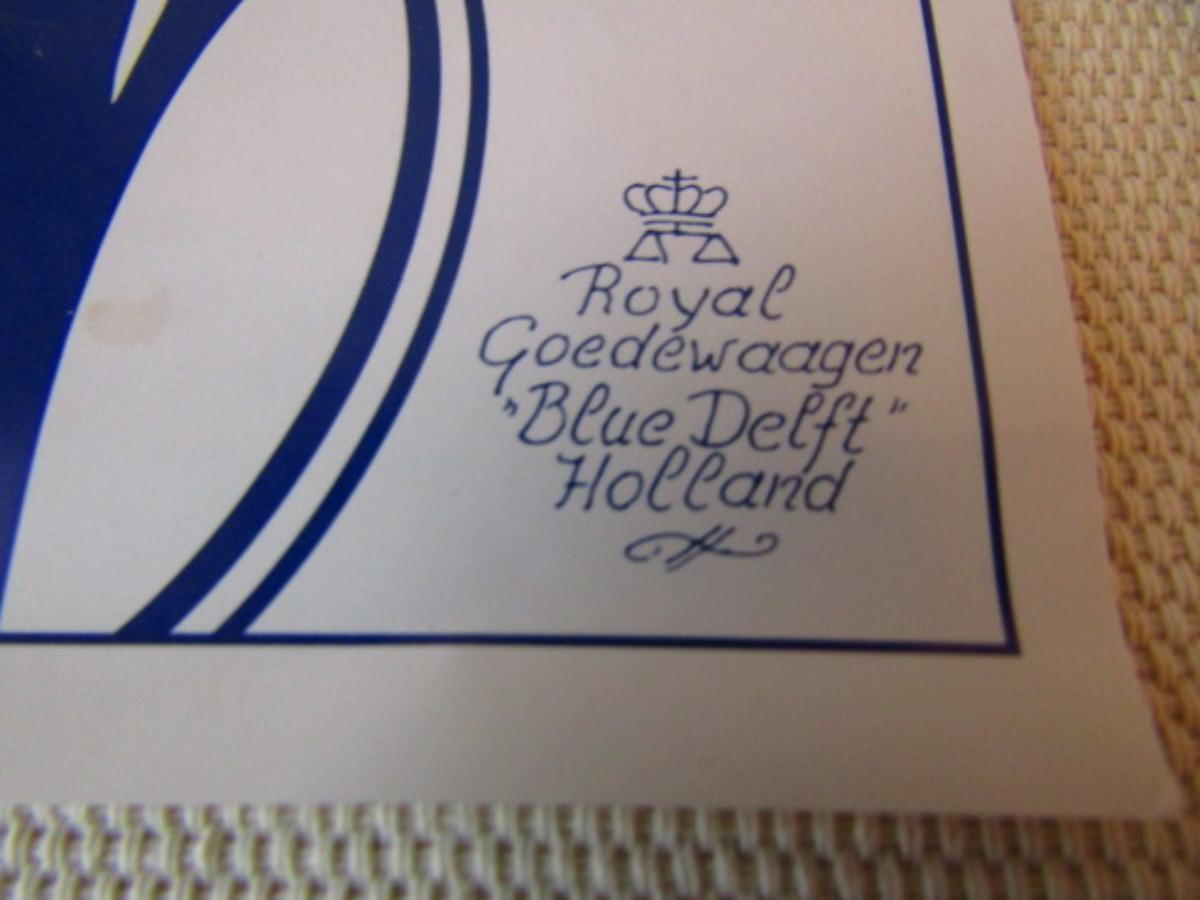 Royal
Goedewaagen
"Blue Delft"
Holland